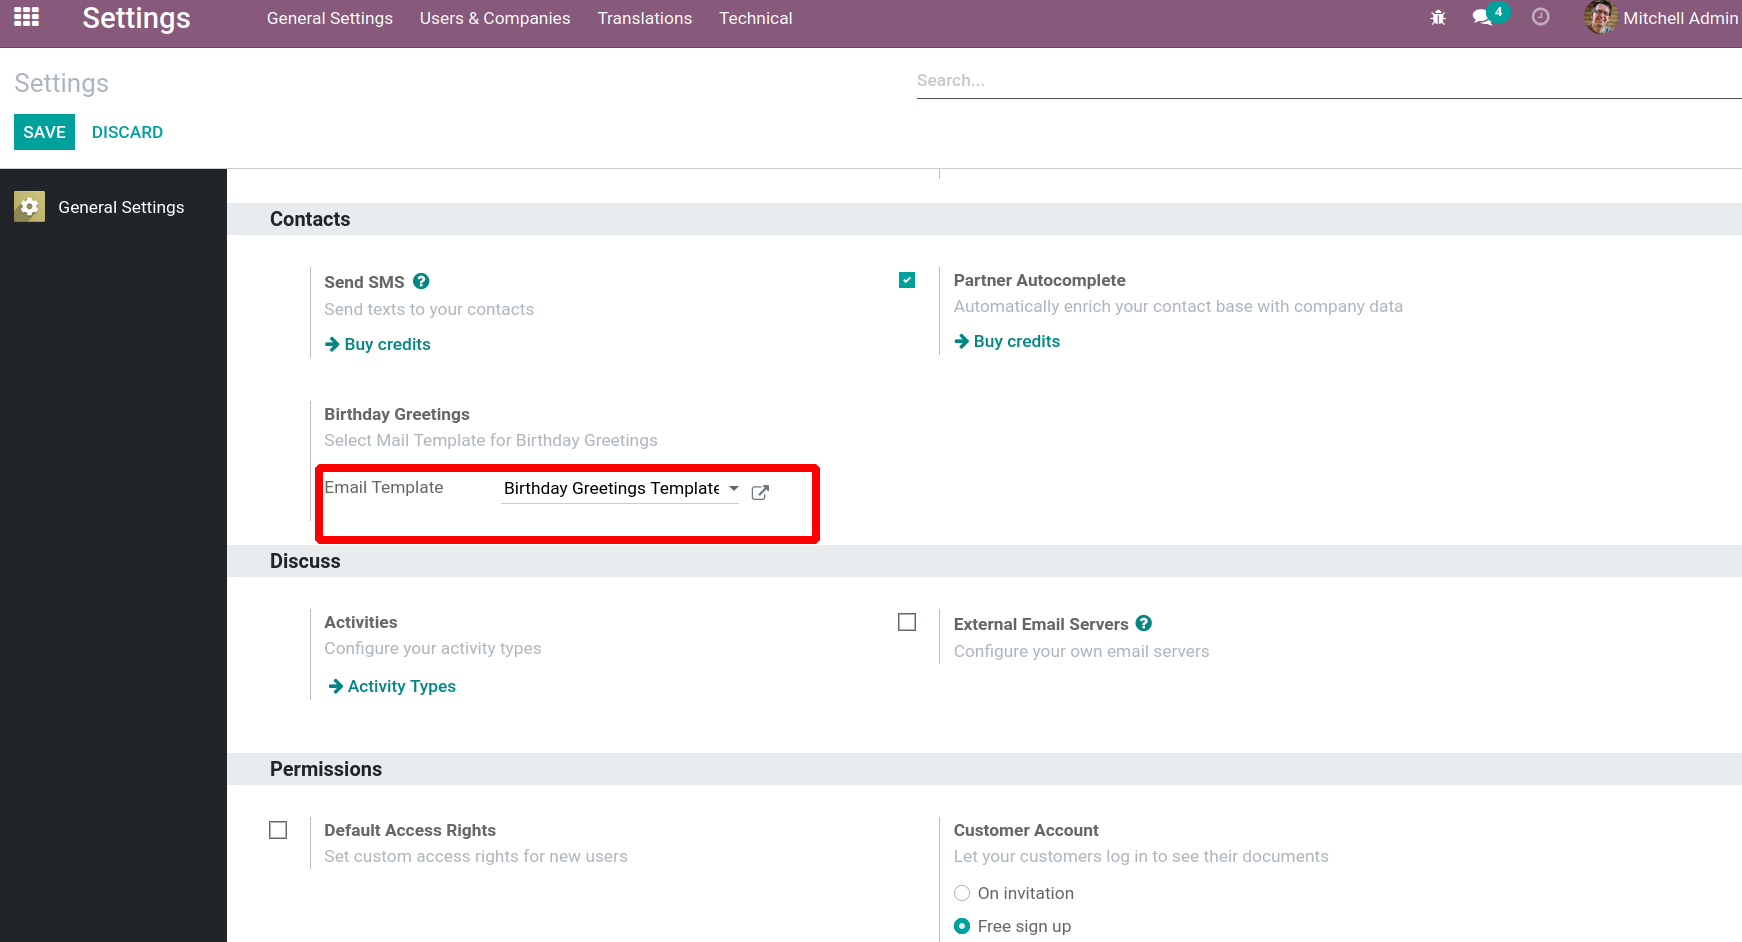 Settings General Settings Users & Companies Translations Technical 4 Mitchell Admin
Settings Search...
SAVE DISCARD
General Settings
Contacts
Send SMS ?
Send texts to your contacts
Buy credits
Partner Autocomplete
Automatically enrich your contact base with company data
Buy credits
Birthday Greetings
Select Mail Template for Birthday Greetings
Email Template Birthday Greetings Template
Discuss
Activities
Configure your activity types
Activity Types
External Email Servers ?
Configure your own email servers
Permissions
Default Access Rights
Set custom access rights for new users
Customer Account
Let your customers log in to see their documents
On invitation
Free sign up